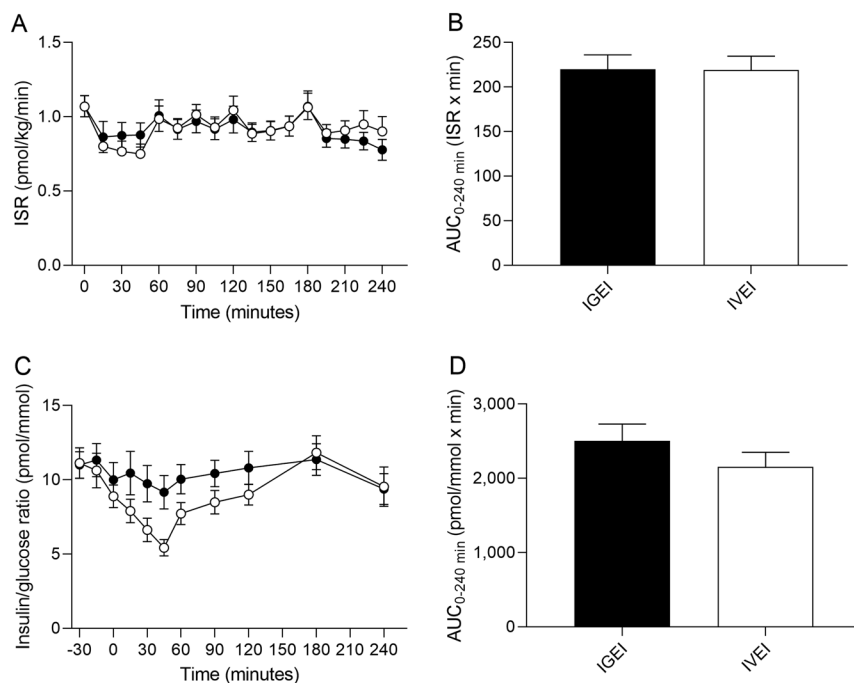 A
ISR (pmol/kg/min)
1.5
1.0
0.5
0.0
0 30 60 90 120 150 180 210 240
Time (minutes)
B
AUC0-240 min (ISR x min)
250
200
150
100
50
0
IGEI IVEI
C
Insulin/glucose ratio (pmol/mmol)
15
10
5
0
-30 0 30 60 90 120 150 180 210 240
Time (minutes)
D
AUC0-240 min (pmol/mmol x min)
3,000
2,000
1,000
0
IGEI IVEI